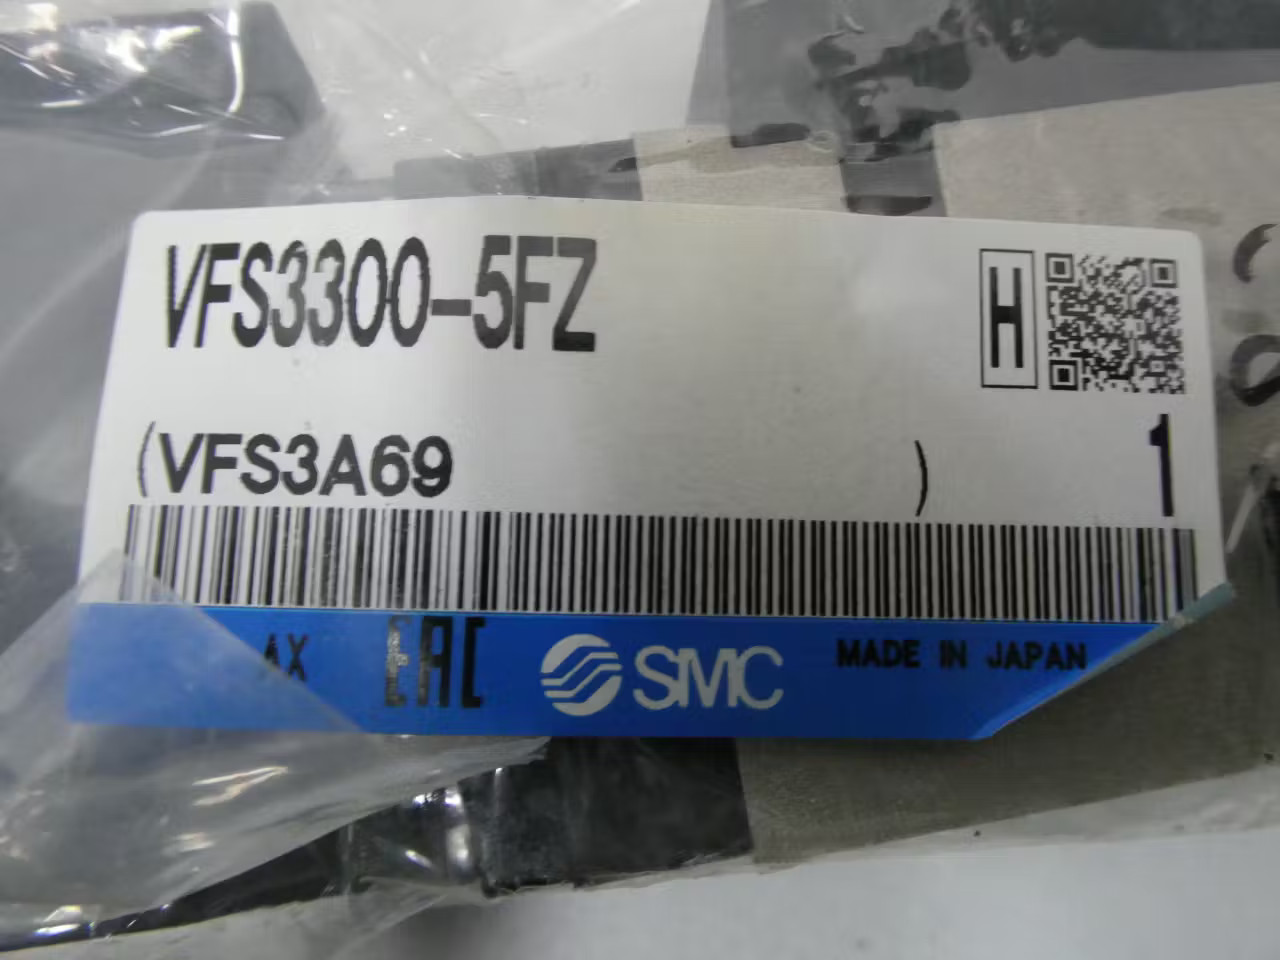 VFS3300-5FZ
H
(VFS3A69 )
1
AX EAC SMC MADE IN JAPAN